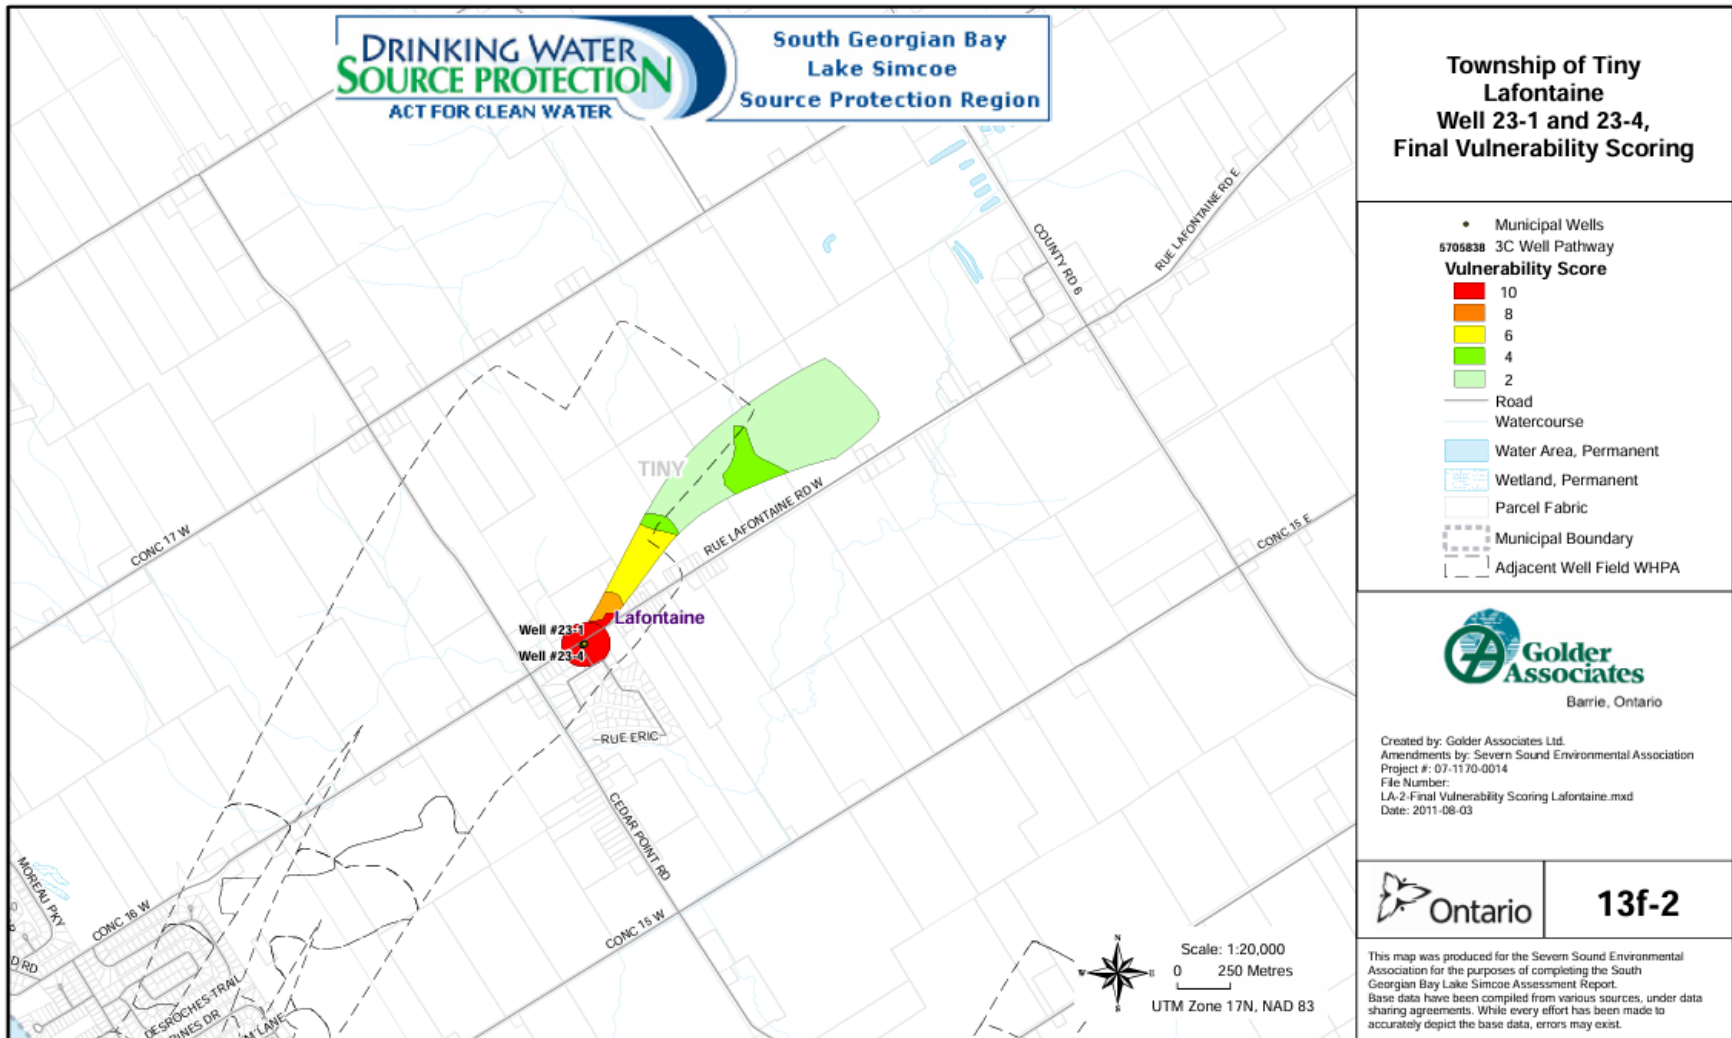 DRINKING WATER
SOURCE PROTECTION
ACT FOR CLEAN WATER
South Georgian Bay
Lake Simcoe
Source Protection Region
Township of Tiny
Lafontaine
Well 23-1 and 23-4,
Final Vulnerability Scoring
Municipal Wells
5705838 3C Well Pathway
Vulnerability Score
10
8
6
4
2
Road
Watercourse
Water Area, Permanent
Wetland, Permanent
Parcel Fabric
Municipal Boundary
Adjacent Well Field WHPA
COUNTY RD 6
RUE LAFONTAINE RD E
TINY
RUE LAFONTAINE RD W
CONC 17 W
CONC 15 E
Lafontaine
Well #23-1
Well #23-4
RUE ERIC
CEDAR POINT RD
MOREAU PKY
CONC 16 W
CONC 15 W
D RD
DESROCHES TRAIL
PINES DR
M LANE
N
W
E
S
Scale: 1:20,000
0 250 Metres
UTM Zone 17N, NAD 83
Golder
Associates
Barrie, Ontario
Created by: Golder Associates Ltd.
Amendments by: Severn Sound Environmental Association
Project #: 07-1170-0014
File Number:
LA-2-Final Vulnerability Scoring Lafontaine.mxd
Date: 2011-08-03
Ontario
13f-2
This map was produced for the Severn Sound Environmental
Association for the purposes of completing the South
Georgian Bay Lake Simcoe Assessment Report.
Base data have been compiled from various sources, under data
sharing agreements. While every effort has been made to
accurately depict the base data, errors may exist.